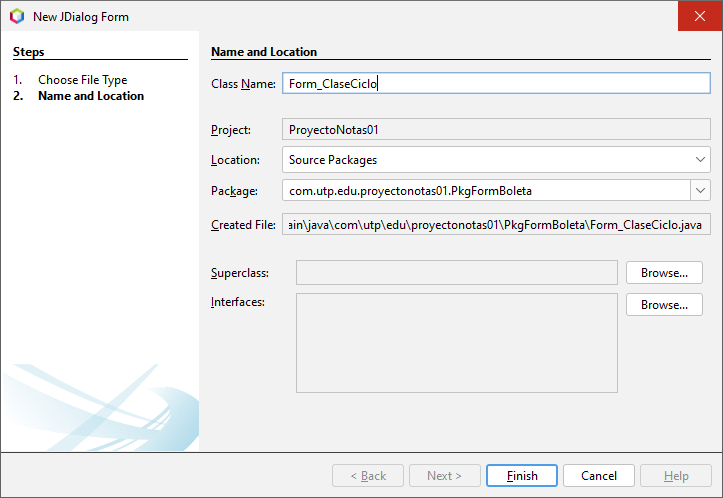 New JDialog Form
Steps
1. Choose File Type
2. Name and Location
Name and Location
Class Name: Form_ClaseCiclo
Project: ProyectoNotas01
Location: Source Packages
Package: com.utp.edu.proyectonotas01.PkgFormBoleta
Created File: ain\java\com\utp\edu\proyectonotas01\PkgFormBoleta\Form_ClaseCiclo.java
Superclass: Browse...
Interfaces: Browse...
< Back Next > Finish Cancel Help